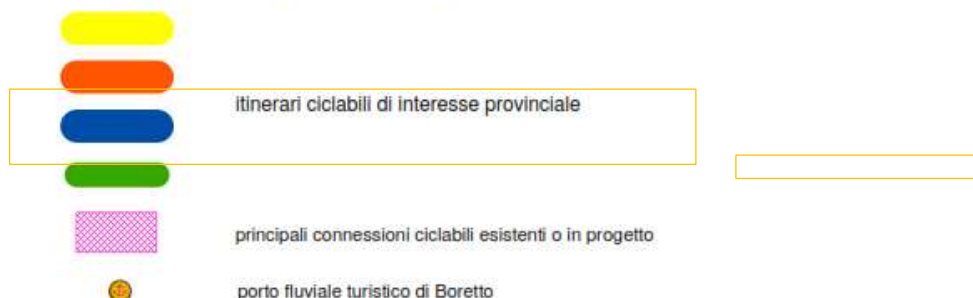 itinerari ciclabili di interesse provinciale
principali connessioni ciclabili esistenti o in progetto
porto fluviale turistico di Boretto